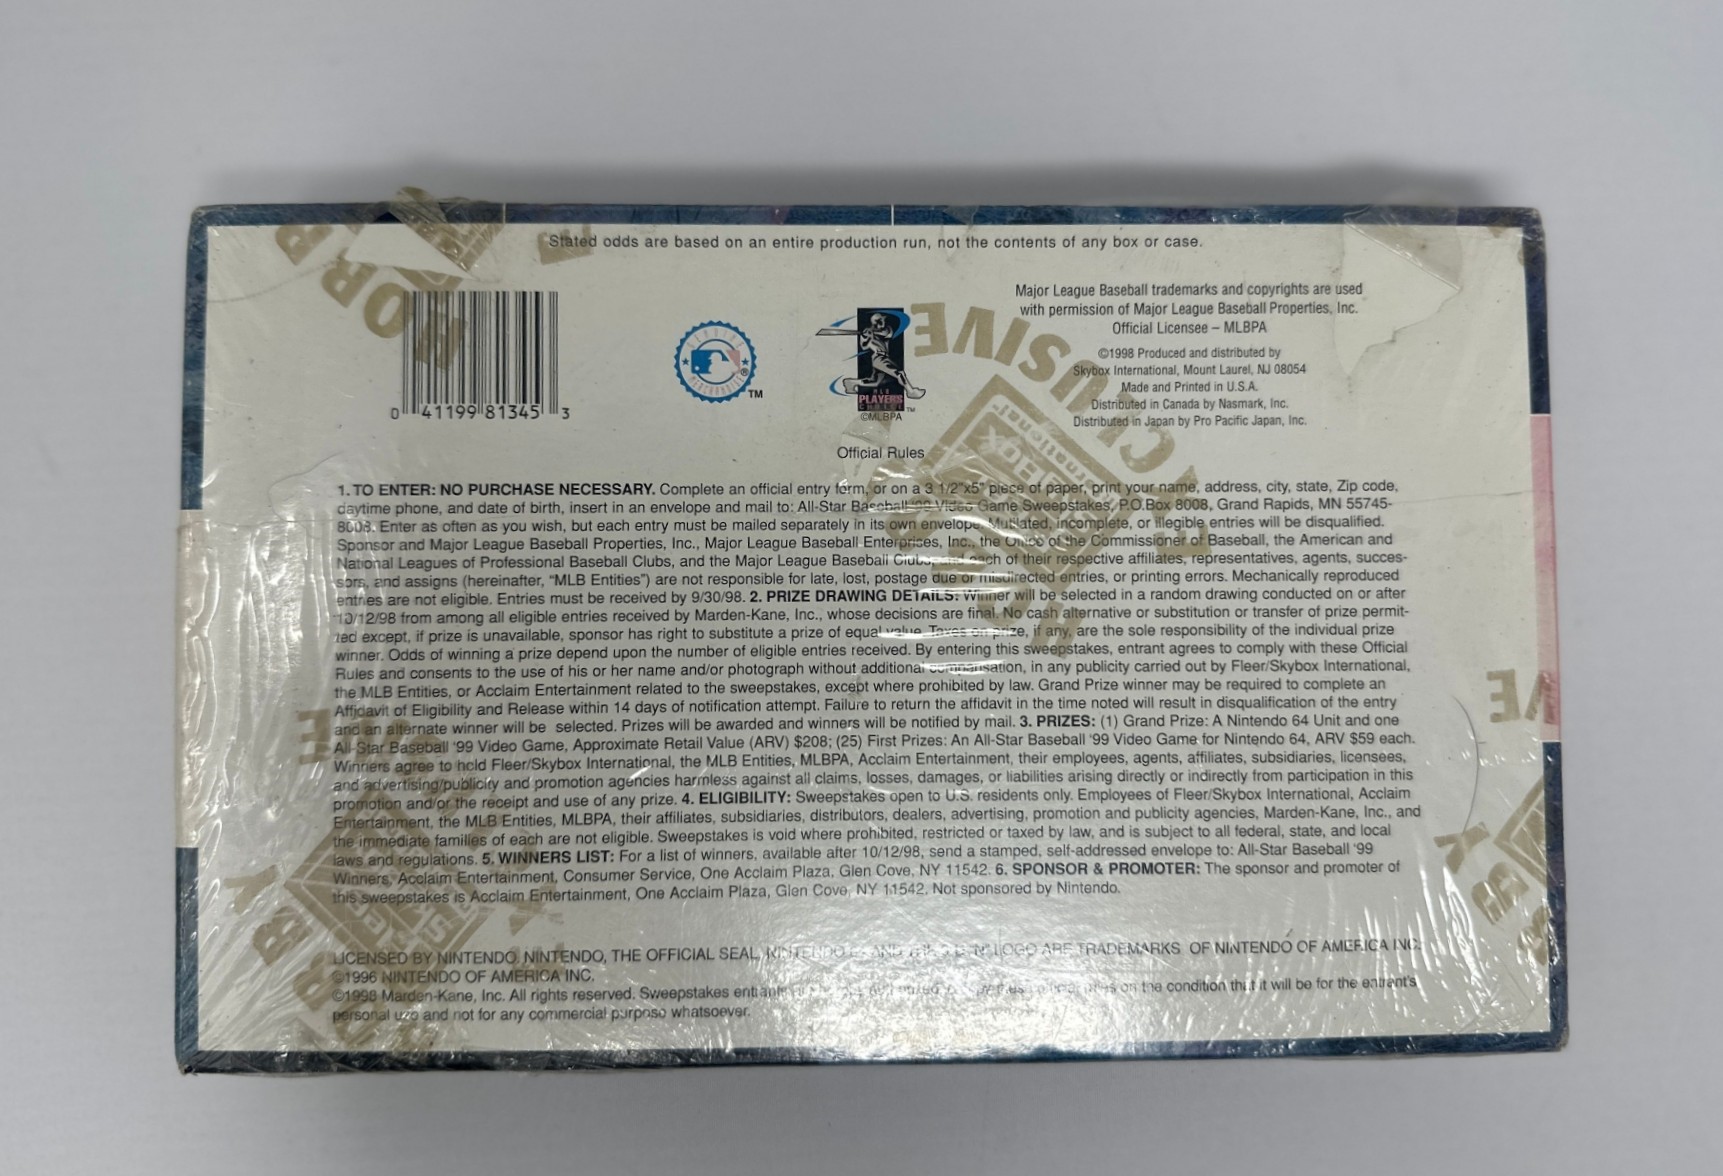 Stated odds are based on an entire production run, not the contents of any box or case.
0 41199 81345 3
TM
PLAYERS
CHOICE
TM
©MLBPA
Major League Baseball trademarks and copyrights are used
with permission of Major League Baseball Properties, Inc.
Official Licensee – MLBPA
©1998 Produced and distributed by
Skybox International, Mount Laurel, NJ 08054
Made and Printed in U.S.A.
Distributed in Canada by Nasmark, Inc.
Distributed in Japan by Pro Pacific Japan, Inc.
Official Rules
1. TO ENTER: NO PURCHASE NECESSARY. Complete an official entry form, or on a 3 1/2"x5" piece of paper, print your name, address, city, state, Zip code,
daytime phone, and date of birth, insert in an envelope and mail to: All-Star Baseball '99 Video Game Sweepstakes, P.O.Box 8008, Grand Rapids, MN 55745-
8008. Enter as often as you wish, but each entry must be mailed separately in its own envelope. Mutilated, incomplete, or illegible entries will be disqualified.
Sponsor and Major League Baseball Properties, Inc., Major League Baseball Enterprises, Inc., the Office of the Commissioner of Baseball, the American and
National Leagues of Professional Baseball Clubs, and the Major League Baseball Clubs, and each of their respective affiliates, representatives, agents, succes-
sors, and assigns (hereinafter, "MLB Entities") are not responsible for late, lost, postage due or misdirected entries, or printing errors. Mechanically reproduced
entries are not eligible. Entries must be received by 9/30/98. 2. PRIZE DRAWING DETAILS: Winner will be selected in a random drawing conducted on or after
10/12/98 from among all eligible entries received by Marden-Kane, Inc., whose decisions are final. No cash alternative or substitution or transfer of prize permit-
ted except, if prize is unavailable, sponsor has right to substitute a prize of equal value. Taxes on prize, if any, are the sole responsibility of the individual prize
winner. Odds of winning a prize depend upon the number of eligible entries received. By entering this sweepstakes, entrant agrees to comply with these Official
Rules and consents to the use of his or her name and/or photograph without additional compensation, in any publicity carried out by Fleer/Skybox International,
the MLB Entities, or Acclaim Entertainment related to the sweepstakes, except where prohibited by law. Grand Prize winner may be required to complete an
Affidavit of Eligibility and Release within 14 days of notification attempt. Failure to return the affidavit in the time noted will result in disqualification of the entry
and an alternate winner will be selected. Prizes will be awarded and winners will be notified by mail. 3. PRIZES: (1) Grand Prize: A Nintendo 64 Unit and one
All-Star Baseball '99 Video Game, Approximate Retail Value (ARV) $208; (25) First Prizes: An All-Star Baseball '99 Video Game for Nintendo 64, ARV $59 each.
Winners agree to hold Fleer/Skybox International, the MLB Entities, MLBPA, Acclaim Entertainment, their employees, agents, affiliates, subsidiaries, licensees,
and advertising/publicity and promotion agencies harmless against all claims, losses, damages, or liabilities arising directly or indirectly from participation in this
promotion and/or the receipt and use of any prize. 4. ELIGIBILITY: Sweepstakes open to U.S. residents only. Employees of Fleer/Skybox International, Acclaim
Entertainment, the MLB Entities, MLBPA, their affiliates, subsidiaries, distributors, dealers, advertising, promotion and publicity agencies, Marden-Kane, Inc., and
the immediate families of each are not eligible. Sweepstakes is void where prohibited, restricted or taxed by law, and is subject to all federal, state, and local
laws and regulations. 5. WINNERS LIST: For a list of winners, available after 10/12/98, send a stamped, self-addressed envelope to: All-Star Baseball '99
Winners, Acclaim Entertainment, Consumer Service, One Acclaim Plaza, Glen Cove, NY 11542. 6. SPONSOR & PROMOTER: The sponsor and promoter of
this sweepstakes is Acclaim Entertainment, One Acclaim Plaza, Glen Cove, NY 11542. Not sponsored by Nintendo.
LICENSED BY NINTENDO. NINTENDO, THE OFFICIAL SEAL, LOGO ARE TRADEMARKS OF NINTENDO OF AMERICA INC.
©1996 NINTENDO OF AMERICA INC.
©1998 Marden-Kane, Inc. All rights reserved. Sweepstakes on the condition that it will be for the entrant's
personal use and not for any commercial purpose whatsoever.